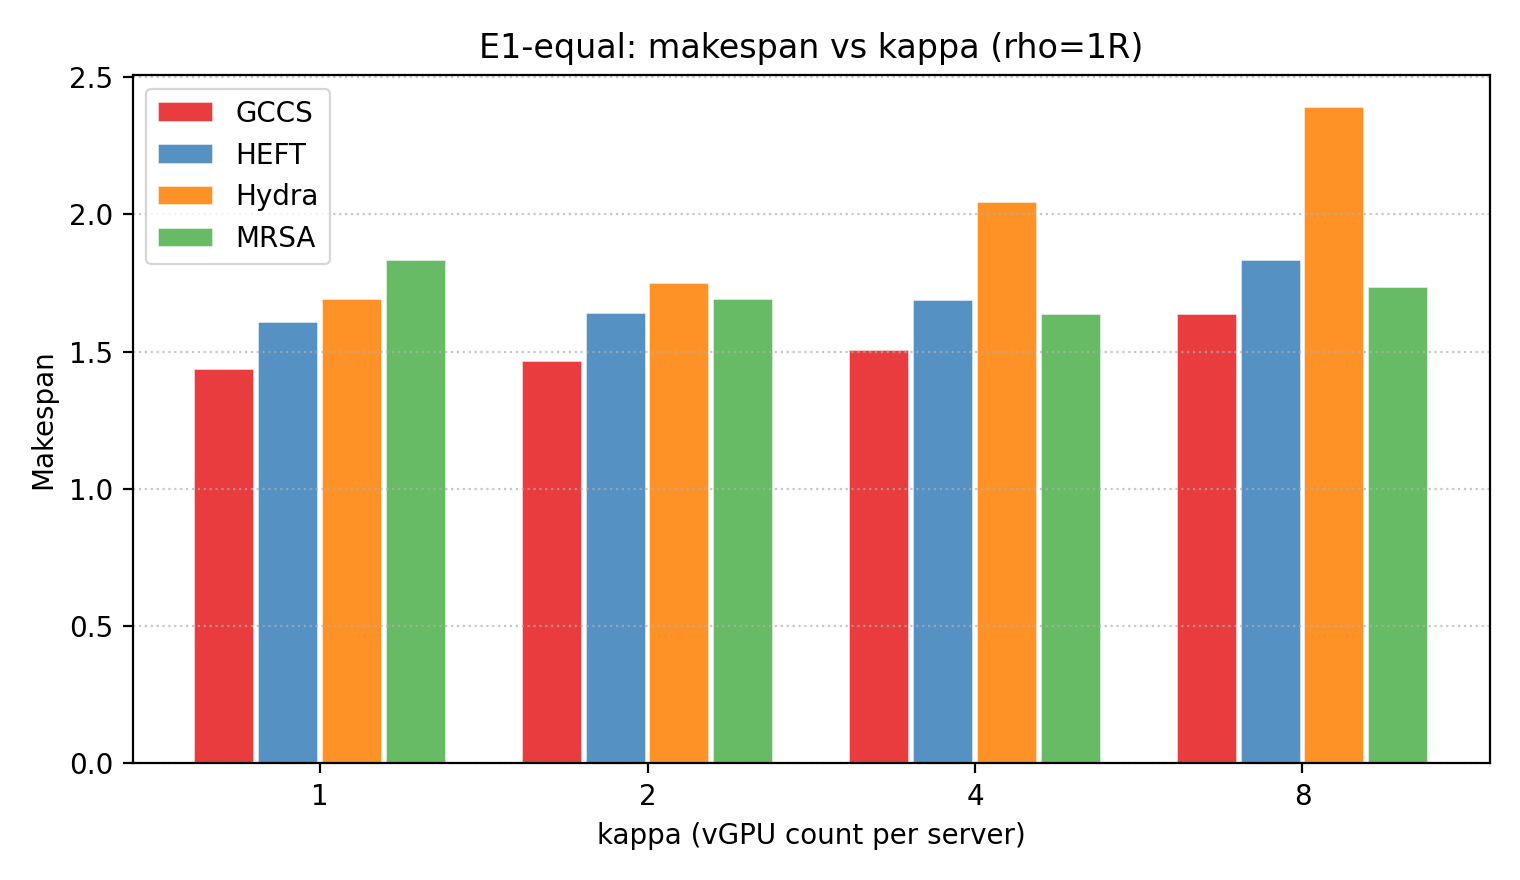 E1-equal: makespan vs kappa (rho=1R)
2.5
2.0
1.5
1.0
0.5
0.0
Makespan
GCCS
HEFT
Hydra
MRSA
1 2 4 8
kappa (vGPU count per server)